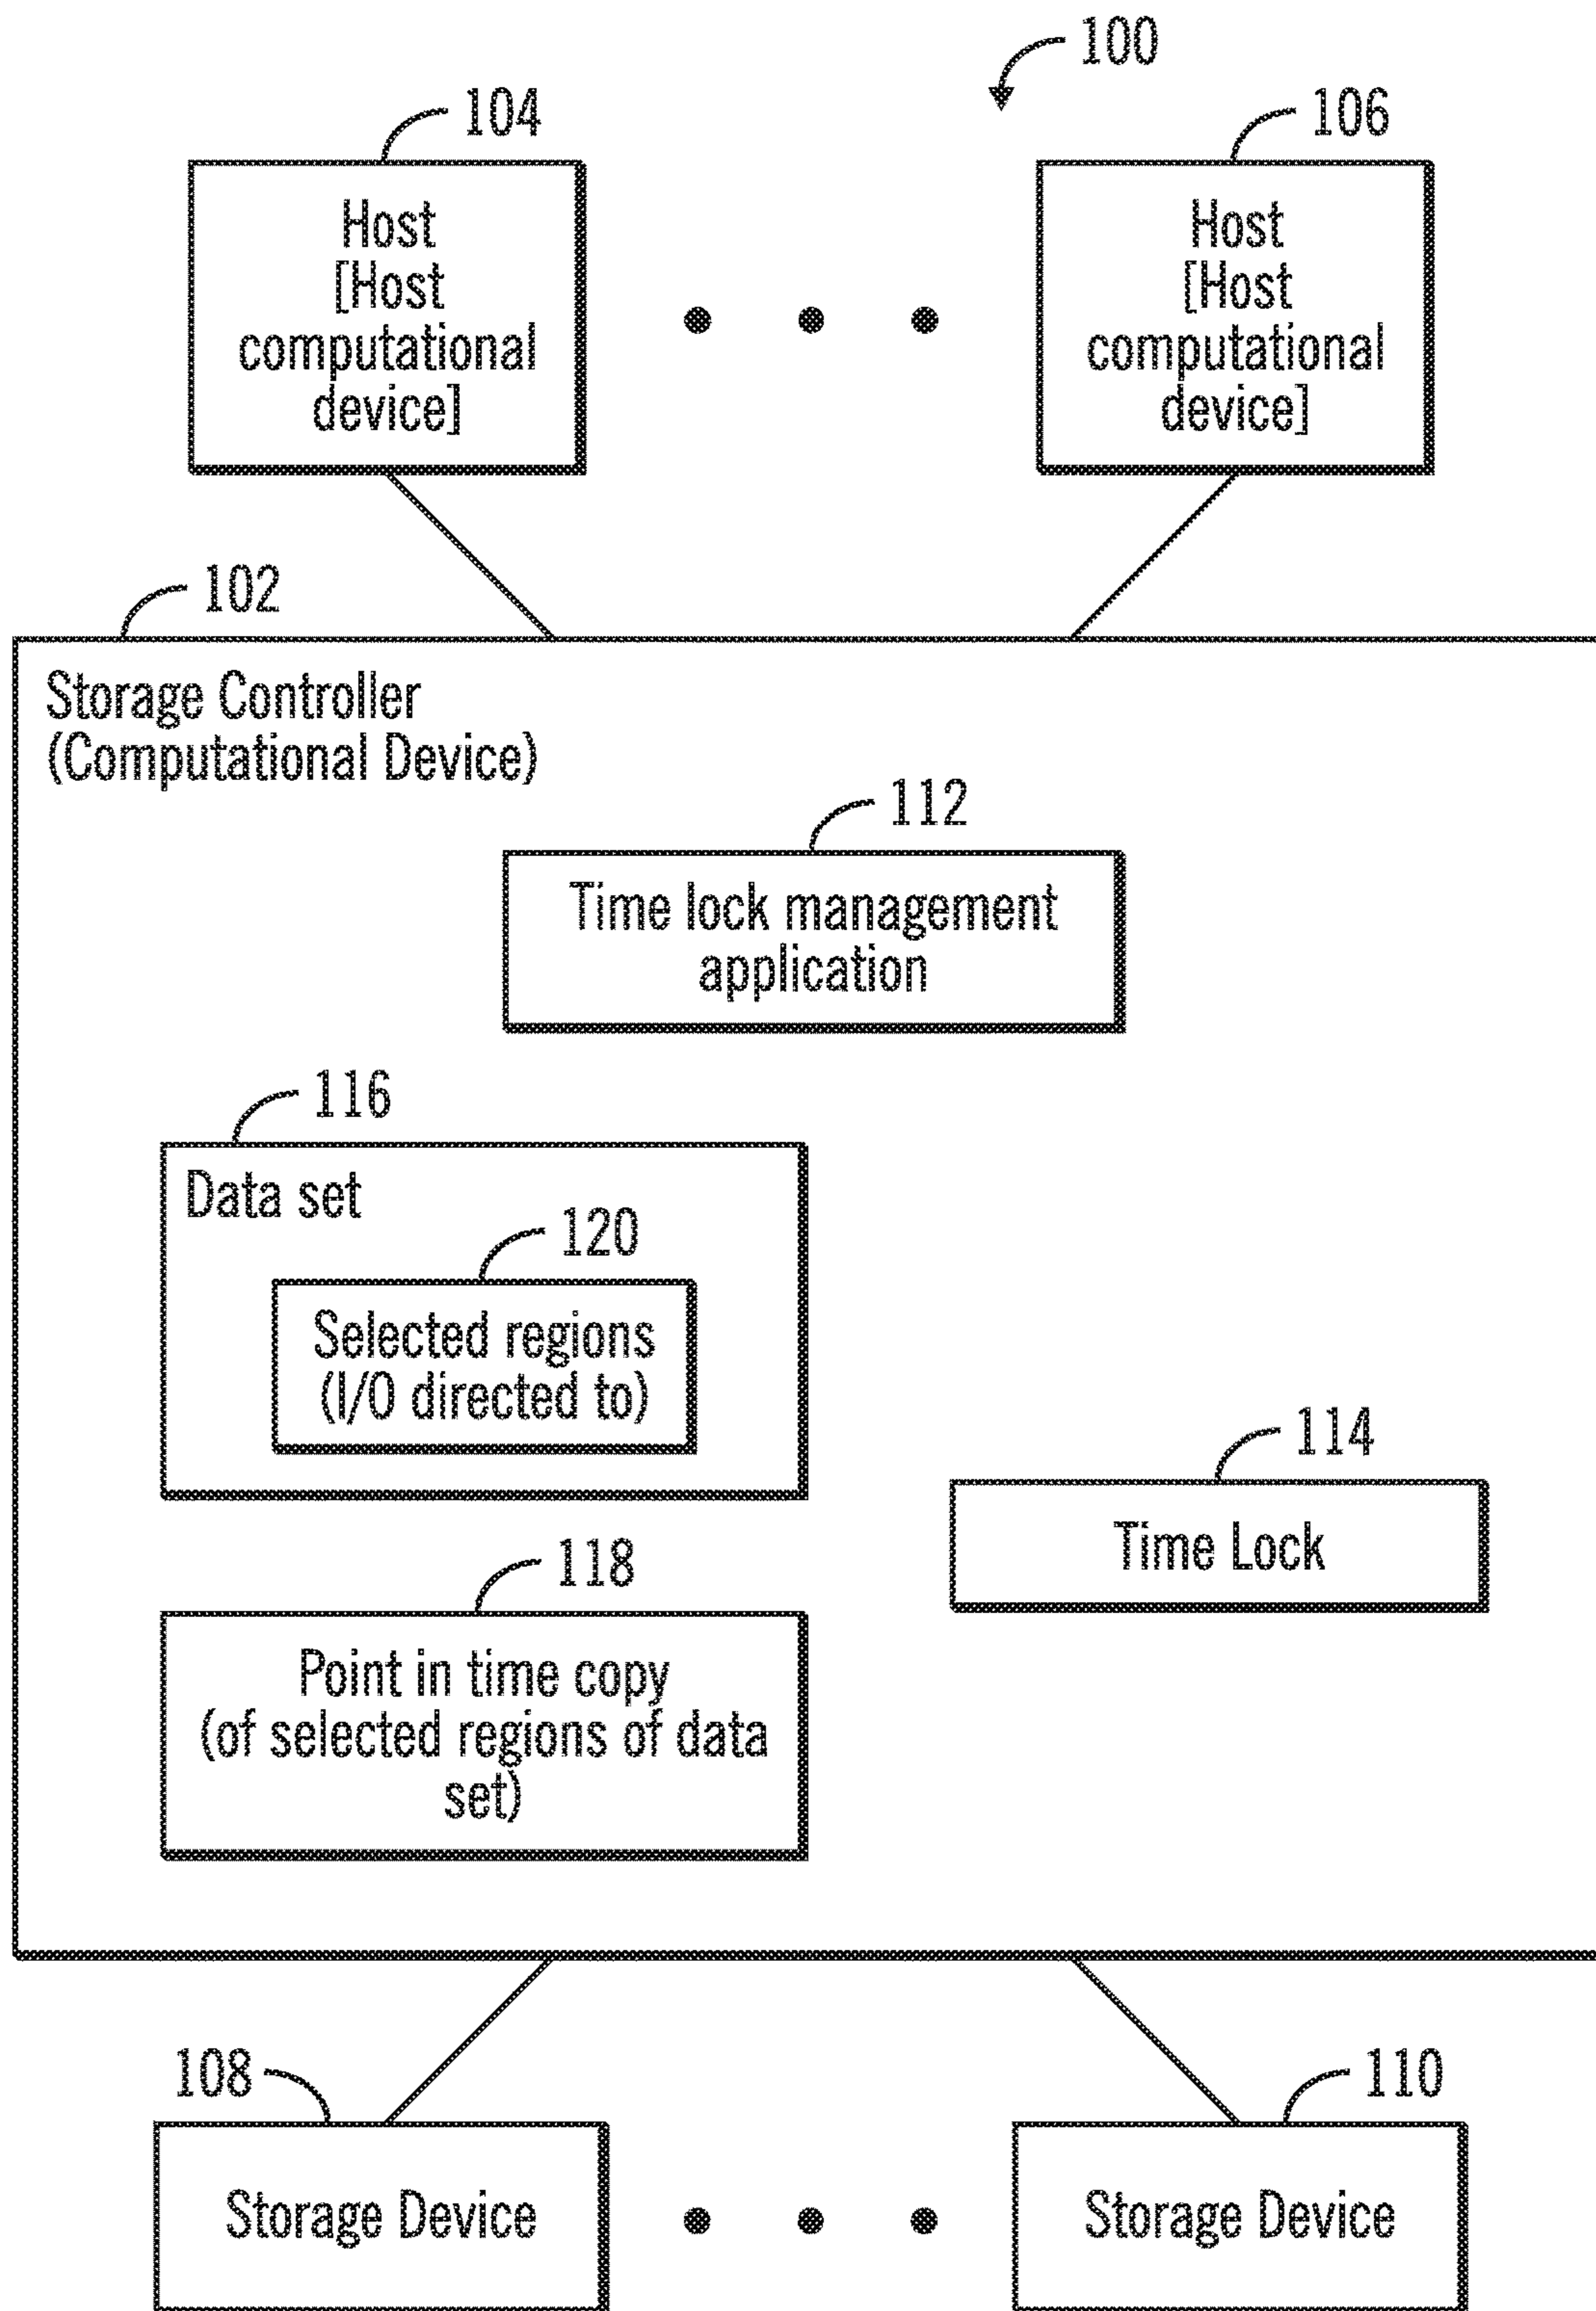 100
104
106
Host
[Host
computational
device]
Host
[Host
computational
device]
102
Storage Controller
(Computational Device)
112
Time lock management
application
116
Data set
120
Selected regions
(I/O directed to)
114
Time Lock
118
Point in time copy
(of selected regions of data
set)
108
110
Storage Device
Storage Device